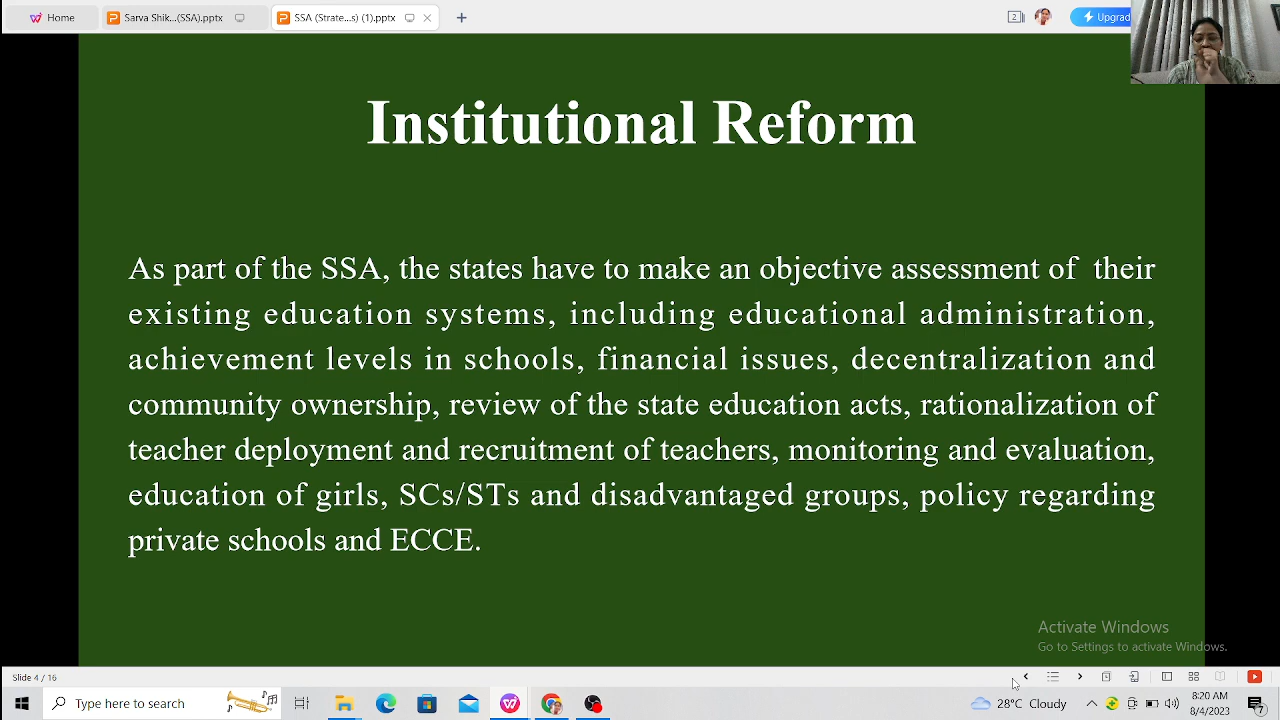 Home
Sarva Shik...(SSA).pptx
SSA (Strate...s) (1).pptx
2
Upgrad
Institutional Reform
As part of the SSA, the states have to make an objective assessment of their
existing education systems, including educational administration,
achievement levels in schools, financial issues, decentralization and
community ownership, review of the state education acts, rationalization of
teacher deployment and recruitment of teachers, monitoring and evaluation,
education of girls, SCs/STs and disadvantaged groups, policy regarding
private schools and ECCE.
Activate Windows
Go to Settings to activate Windows.
Slide 4 / 16
Type here to search
28°C Cloudy
8:20 AM
8/4/2023
7